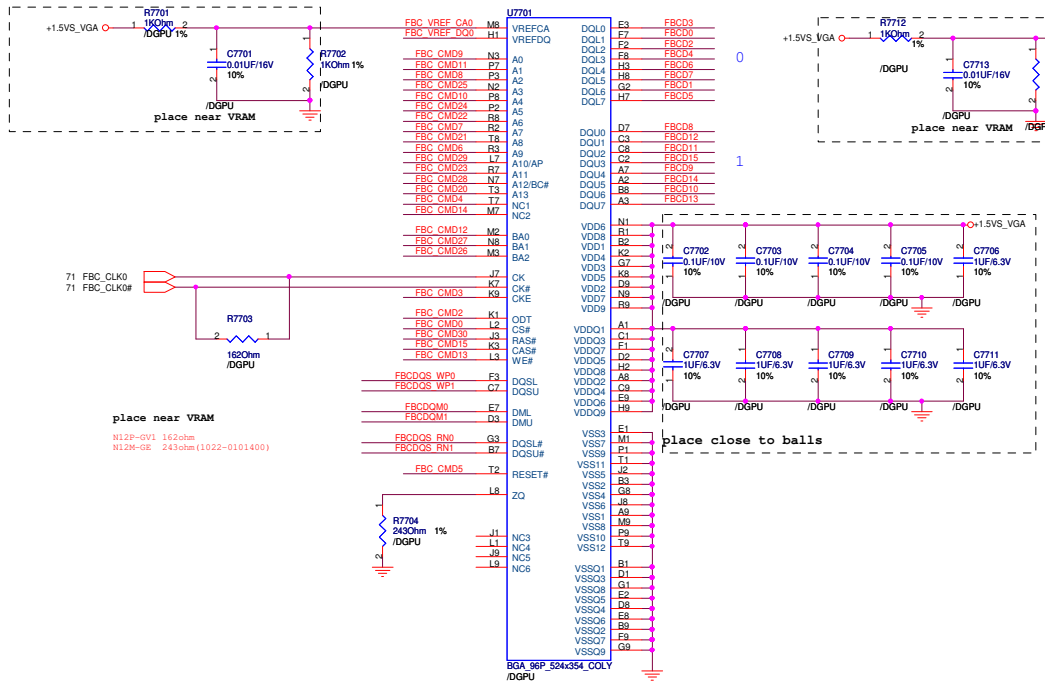 R7701
1KOhm
+1.5VS_VGA
1
2
/DGPU 1%
C7701
0.01UF/16V
10%
/DGPU
R7702
1KOhm 1%
/DGPU
place near VRAM
FBC_VREF_CA0 M8 VREFCA
FBC_VREF_DQ0 H1 VREFDQ
FBC_CMD9 N3 A0
FBC_CMD11 P7 A1
FBC_CMD8 P3 A2
FBC_CMD25 N2 A3
FBC_CMD10 P8 A4
FBC_CMD24 P2 A5
FBC_CMD22 R8 A6
FBC_CMD7 R2 A7
FBC_CMD21 T8 A8
FBC_CMD6 R3 A9
FBC_CMD29 L7 A10/AP
FBC_CMD23 R7 A11
FBC_CMD28 N7 A12/BC#
FBC_CMD20 T3 A13
FBC_CMD4 T7 NC1
FBC_CMD14 M7 NC2
FBC_CMD12 M2 BA0
FBC_CMD27 N8 BA1
FBC_CMD26 M3 BA2
71 FBC_CLK0 J7 CK
71 FBC_CLK0# K7 CK#
FBC_CMD3 K9 CKE
R7703
2 1
162Ohm
/DGPU
FBC_CMD2 K1 ODT
FBC_CMD0 L2 CS#
FBC_CMD30 J3 RAS#
FBC_CMD15 K3 CAS#
FBC_CMD13 L3 WE#
FBCDQS_WP0 F3 DQSL
FBCDQS_WP1 C7 DQSU
FBCDQM0 E7 DML
FBCDQM1 D3 DMU
FBCDQS_RN0 G3 DQSL#
FBCDQS_RN1 B7 DQSU#
FBC_CMD5 T2 RESET#
L8 ZQ
place near VRAM
N12P-GV1 162ohm
N12M-GE 243ohm(1022-0101400)
R7704
243Ohm 1%
/DGPU
J1 NC3
L1 NC4
J9 NC5
L9 NC6
U7701
DQL0 E3 FBCD3
DQL1 F7 FBCD0
DQL2 F2 FBCD2
DQL3 F8 FBCD4
DQL4 H3 FBCD6
DQL5 H8 FBCD7
DQL6 G2 FBCD1
DQL7 H7 FBCD5
0
DQU0 D7 FBCD8
DQU1 C3 FBCD12
DQU2 C8 FBCD11
DQU3 C2 FBCD15
DQU4 A7 FBCD9
DQU5 A2 FBCD14
DQU6 B8 FBCD10
DQU7 A3 FBCD13
1
VDD6 N1
VDD8 R1
VDD1 B2
VDD4 K2
VDD3 G7
VDD5 K8
VDD2 D9
VDD7 N9
VDD9 R9
VDDQ1 A1
VDDQ3 C1
VDDQ7 F1
VDDQ5 D2
VDDQ8 H2
VDDQ2 A8
VDDQ4 C9
VDDQ6 E9
VDDQ9 H9
VSS3 E1
VSS7 M1
VSS9 P1
VSS11 T1
VSS5 J2
VSS2 B3
VSS4 G8
VSS6 J8
VSS1 A9
VSS8 M9
VSS10 P9
VSS12 T9
VSSQ1 B1
VSSQ3 D1
VSSQ8 G1
VSSQ5 E2
VSSQ4 D8
VSSQ6 E8
VSSQ2 B9
VSSQ7 F9
VSSQ9 G9
BGA_96P_524x354_COLY
/DGPU
R7712
1KOhm
+1.5VS_VGA
1 2
1%
/DGPU
C7713
0.01UF/16V
10%
/DGPU
place near VRAM
+1.5VS_VGA
C7702
0.1UF/10V
10%
/DGPU
C7703
0.1UF/10V
10%
/DGPU
C7704
0.1UF/10V
10%
/DGPU
C7705
0.1UF/10V
10%
/DGPU
C7706
1UF/6.3V
10%
/DGPU
C7707
1UF/6.3V
10%
/DGPU
C7708
1UF/6.3V
10%
/DGPU
C7709
1UF/6.3V
10%
/DGPU
C7710
1UF/6.3V
10%
/DGPU
C7711
1UF/6.3V
10%
/DGPU
place close to balls